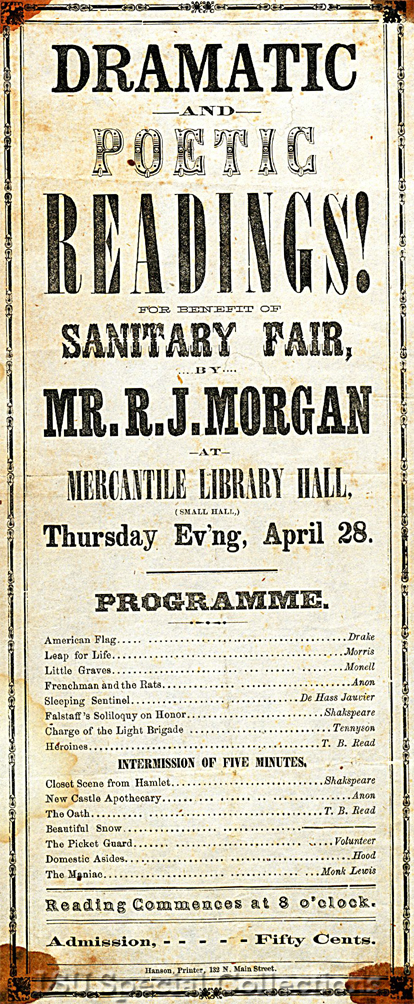 DRAMATIC
—AND—
POETIC
READINGS!
FOR BENEFIT OF
SANITARY FAIR,
....BY....
MR. R. J. MORGAN
—AT—
MERCANTILE LIBRARY HALL,
(SMALL HALL,)
Thursday Ev'ng, April 28.
PROGRAMME.
American Flag..............Drake
Leap for Life..............Morris
Little Graves..............Monell
Frenchman and the Rats..............Anon
Sleeping Sentinel..............De Hass Janvier
Falstaff's Soliloquy on Honor..............Shakspeare
Charge of the Light Brigade..............Tennyson
Heroines..............T. B. Read
INTERMISSION OF FIVE MINUTES.
Closet Scene from Hamlet..............Shakspeare
New Castle Apothecary..............Anon
The Oath..............T. B. Read
Beautiful Snow..............————
The Picket Guard..............Volunteer
Domestic Asides..............Hood
The Maniac..............Monk Lewis
Reading Commences at 8 o'clock.
Admission, - - - - - Fifty Cents.
Hanson, Printer, 132 N. Main Street.